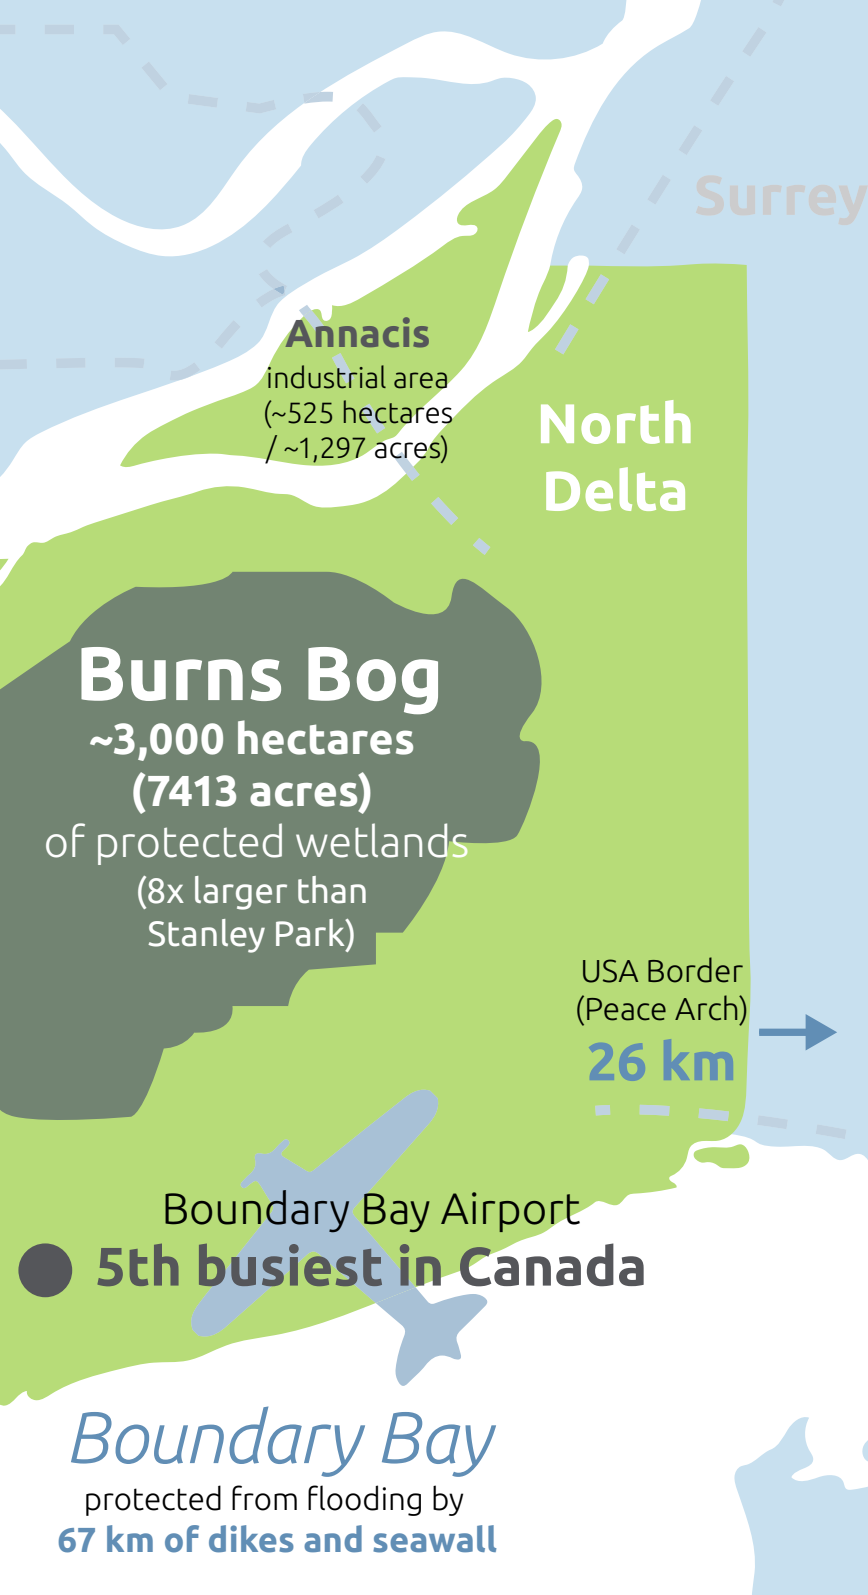 Surrey
Annacis
industrial area
(~525 hectares
/ ~1,297 acres)
North
Delta
Burns Bog
~3,000 hectares
(7413 acres)
of protected wetlands
(8x larger than
Stanley Park)
USA Border
(Peace Arch)
26 km
Boundary Bay Airport
5th busiest in Canada
Boundary Bay
protected from flooding by
67 km of dikes and seawall